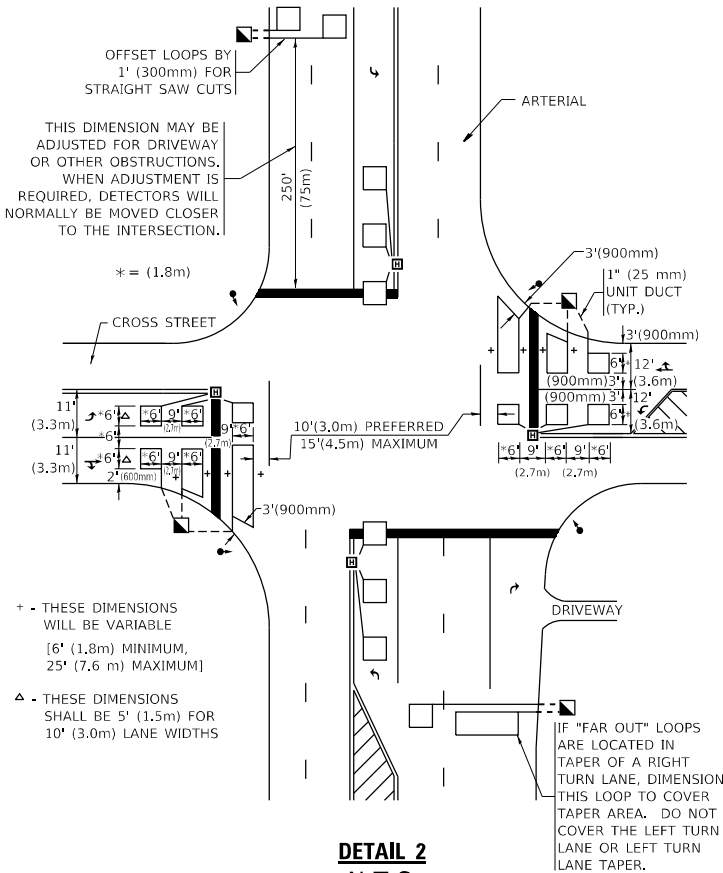 OFFSET LOOPS BY
1' (300mm) FOR
STRAIGHT SAW CUTS
THIS DIMENSION MAY BE
ADJUSTED FOR DRIVEWAY
OR OTHER OBSTRUCTIONS.
WHEN ADJUSTMENT IS
REQUIRED, DETECTORS WILL
NORMALLY BE MOVED CLOSER
TO THE INTERSECTION.
250'
(75m)
ARTERIAL
* = (1.8m)
CROSS STREET
H
3'(900mm)
1" (25 mm)
UNIT DUCT
(TYP.)
3'(900mm)
+ + + +
6'* 12'
(3.6m)
(900mm) 3'
(900mm) 3' 12'
6'*
(3.6m)
H
*6' 9' *6' 9' *6'
(2.7m) (2.7m)
H
11'
(3.3m)
*6' Δ
*6' 9' *6'
(2.7m)
9' *6'
(2.7m)
*6'
11'
(3.3m)
*6' Δ
*6' 9' *6'
(2.7m)
2' (600mm)
+ + +
10'(3.0m) PREFERRED
15'(4.5m) MAXIMUM
3'(900mm)
H
DRIVEWAY
+ - THESE DIMENSIONS
WILL BE VARIABLE
[6' (1.8m) MINIMUM,
25' (7.6 m) MAXIMUM]
Δ - THESE DIMENSIONS
SHALL BE 5' (1.5m) FOR
10' (3.0m) LANE WIDTHS
IF "FAR OUT" LOOPS
ARE LOCATED IN
TAPER OF A RIGHT
TURN LANE, DIMENSION
THIS LOOP TO COVER
TAPER AREA. DO NOT
COVER THE LEFT TURN
LANE OR LEFT TURN
LANE TAPER.
DETAIL 2